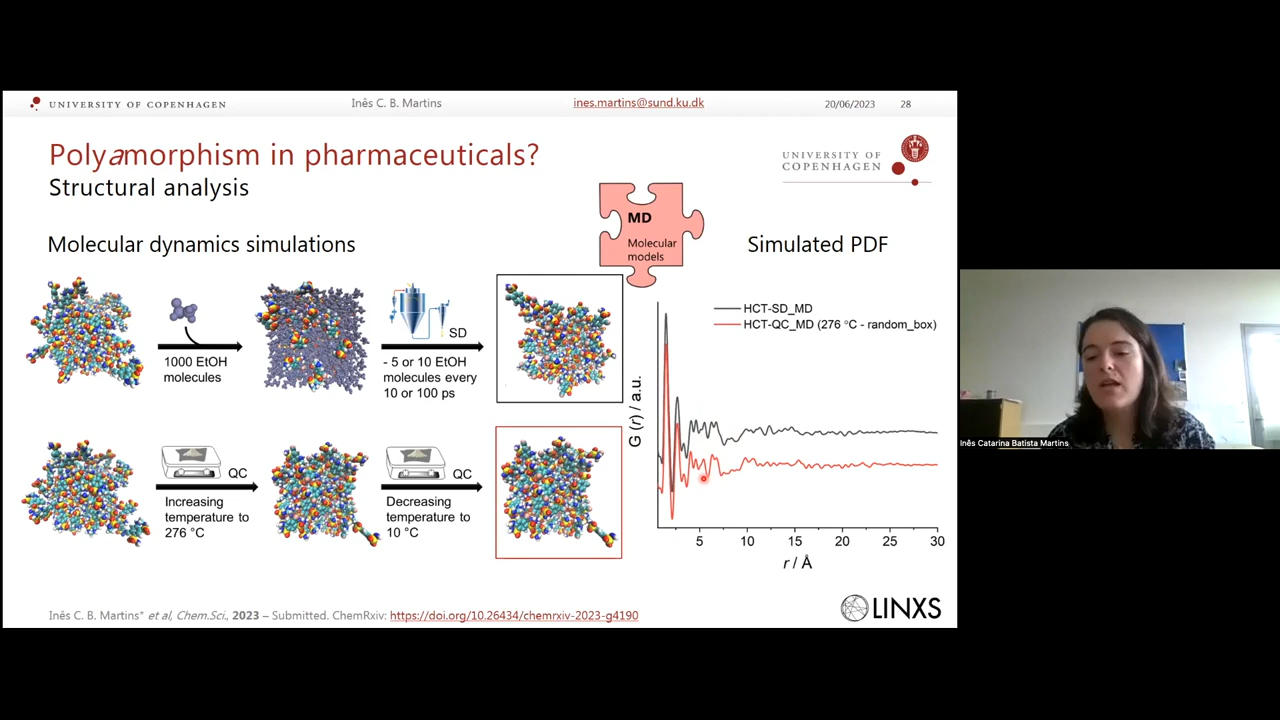 UNIVERSITY OF COPENHAGEN
Inês C. B. Martins
ines.martins@sund.ku.dk
20/06/2023
28
Polyamorphism in pharmaceuticals?
Structural analysis
UNIVERSITY OF
COPENHAGEN
Molecular dynamics simulations
MD
Molecular
models
Simulated PDF
1000 EtOH
molecules
SD
- 5 or 10 EtOH
molecules every
10 or 100 ps
HCT-SD_MD
HCT-QC_MD (276 °C - random_box)
G (r) / a.u.
5
10
15
20
25
30
r / Å
QC
Increasing
temperature to
276 °C
QC
Decreasing
temperature to
10 °C
Inês C. B. Martins* et al, Chem.Sci., 2023 – Submitted. ChemRxiv: https://doi.org/10.26434/chemrxiv-2023-g4190
LINXS
Inês Catarina Batista Martins